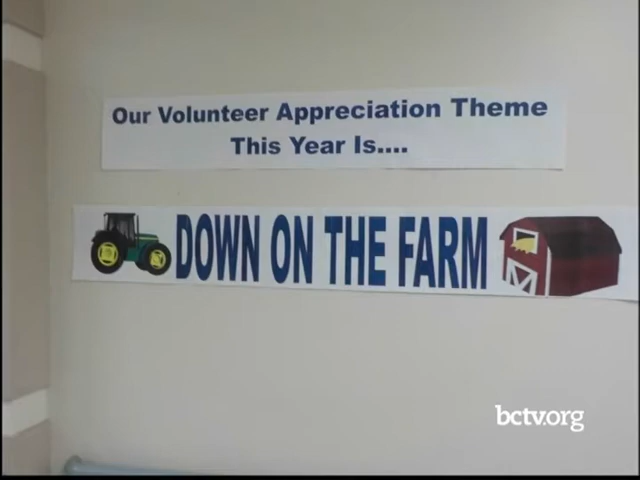 Our Volunteer Appreciation Theme
This Year Is....
DOWN ON THE FARM
bctv.org